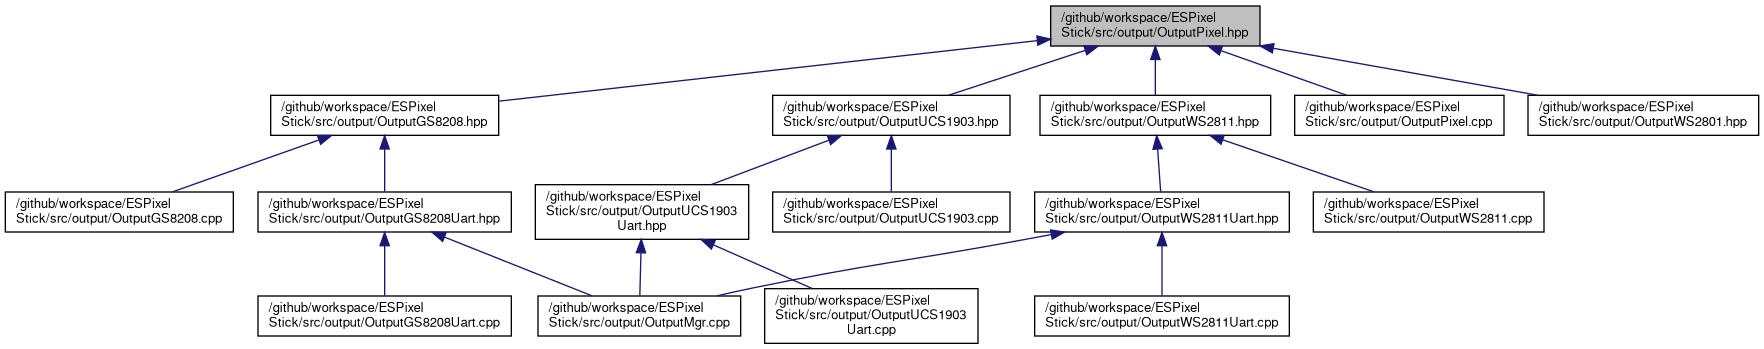 /github/workspace/ESPixel
Stick/src/output/OutputPixel.hpp
/github/workspace/ESPixel
Stick/src/output/OutputGS8208.hpp
/github/workspace/ESPixel
Stick/src/output/OutputUCS1903.hpp
/github/workspace/ESPixel
Stick/src/output/OutputWS2811.hpp
/github/workspace/ESPixel
Stick/src/output/OutputPixel.cpp
/github/workspace/ESPixel
Stick/src/output/OutputWS2801.hpp
/github/workspace/ESPixel
Stick/src/output/OutputGS8208.cpp
/github/workspace/ESPixel
Stick/src/output/OutputGS8208Uart.hpp
/github/workspace/ESPixel
Stick/src/output/OutputUCS1903
Uart.hpp
/github/workspace/ESPixel
Stick/src/output/OutputUCS1903.cpp
/github/workspace/ESPixel
Stick/src/output/OutputWS2811Uart.hpp
/github/workspace/ESPixel
Stick/src/output/OutputWS2811.cpp
/github/workspace/ESPixel
Stick/src/output/OutputGS8208Uart.cpp
/github/workspace/ESPixel
Stick/src/output/OutputMgr.cpp
/github/workspace/ESPixel
Stick/src/output/OutputUCS1903
Uart.cpp
/github/workspace/ESPixel
Stick/src/output/OutputWS2811Uart.cpp